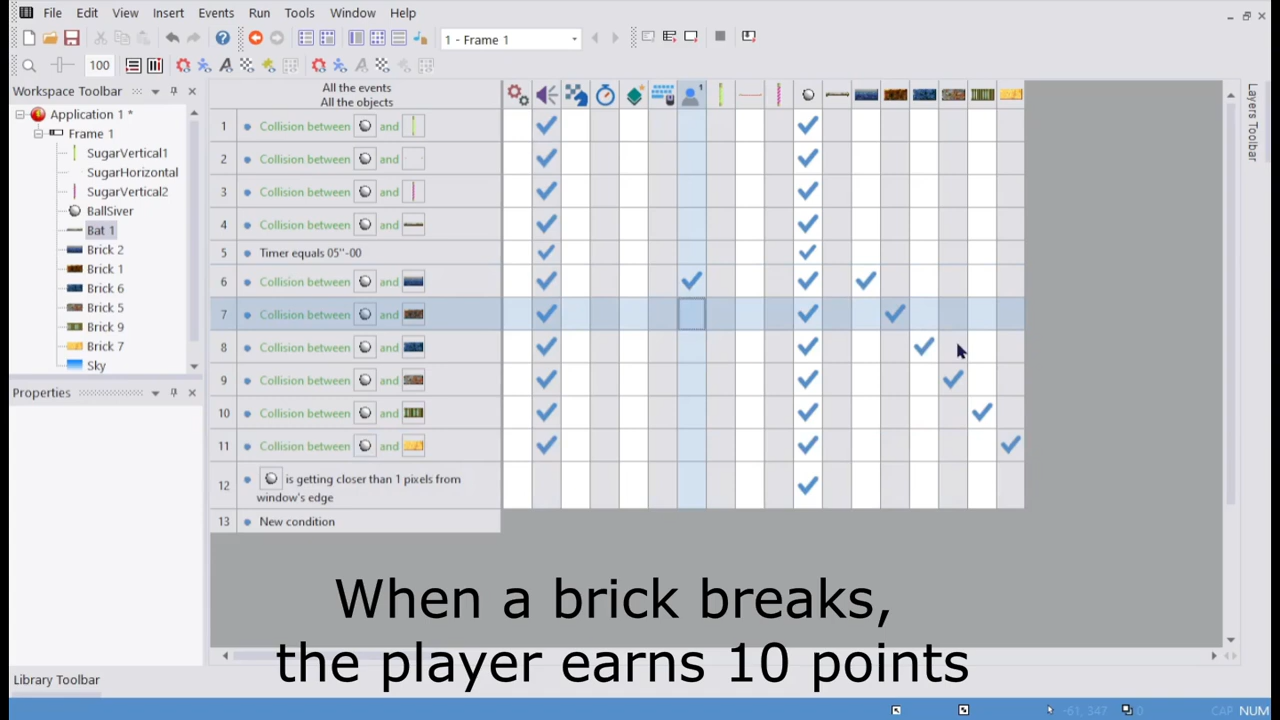 File Edit View Insert Events Run Tools Window Help
1 - Frame 1
100
Workspace Toolbar
All the events
All the objects
Application 1 *
Frame 1
SugarVertical1
SugarHorizontal
SugarVertical2
BallSiver
Bat 1
Brick 2
Brick 1
Brick 6
Brick 5
Brick 9
Brick 7
Sky
Properties
1 Collision between and
2 Collision between and
3 Collision between and
4 Collision between and
5 Timer equals 05''-00
6 Collision between and
7 Collision between and
8 Collision between and
9 Collision between and
10 Collision between and
11 Collision between and
12 is getting closer than 1 pixels from
window's edge
13 New condition
1
Layers Toolbar
When a brick breaks,
the player earns 10 points
Library Toolbar
-61, 347 0 CAP NUM